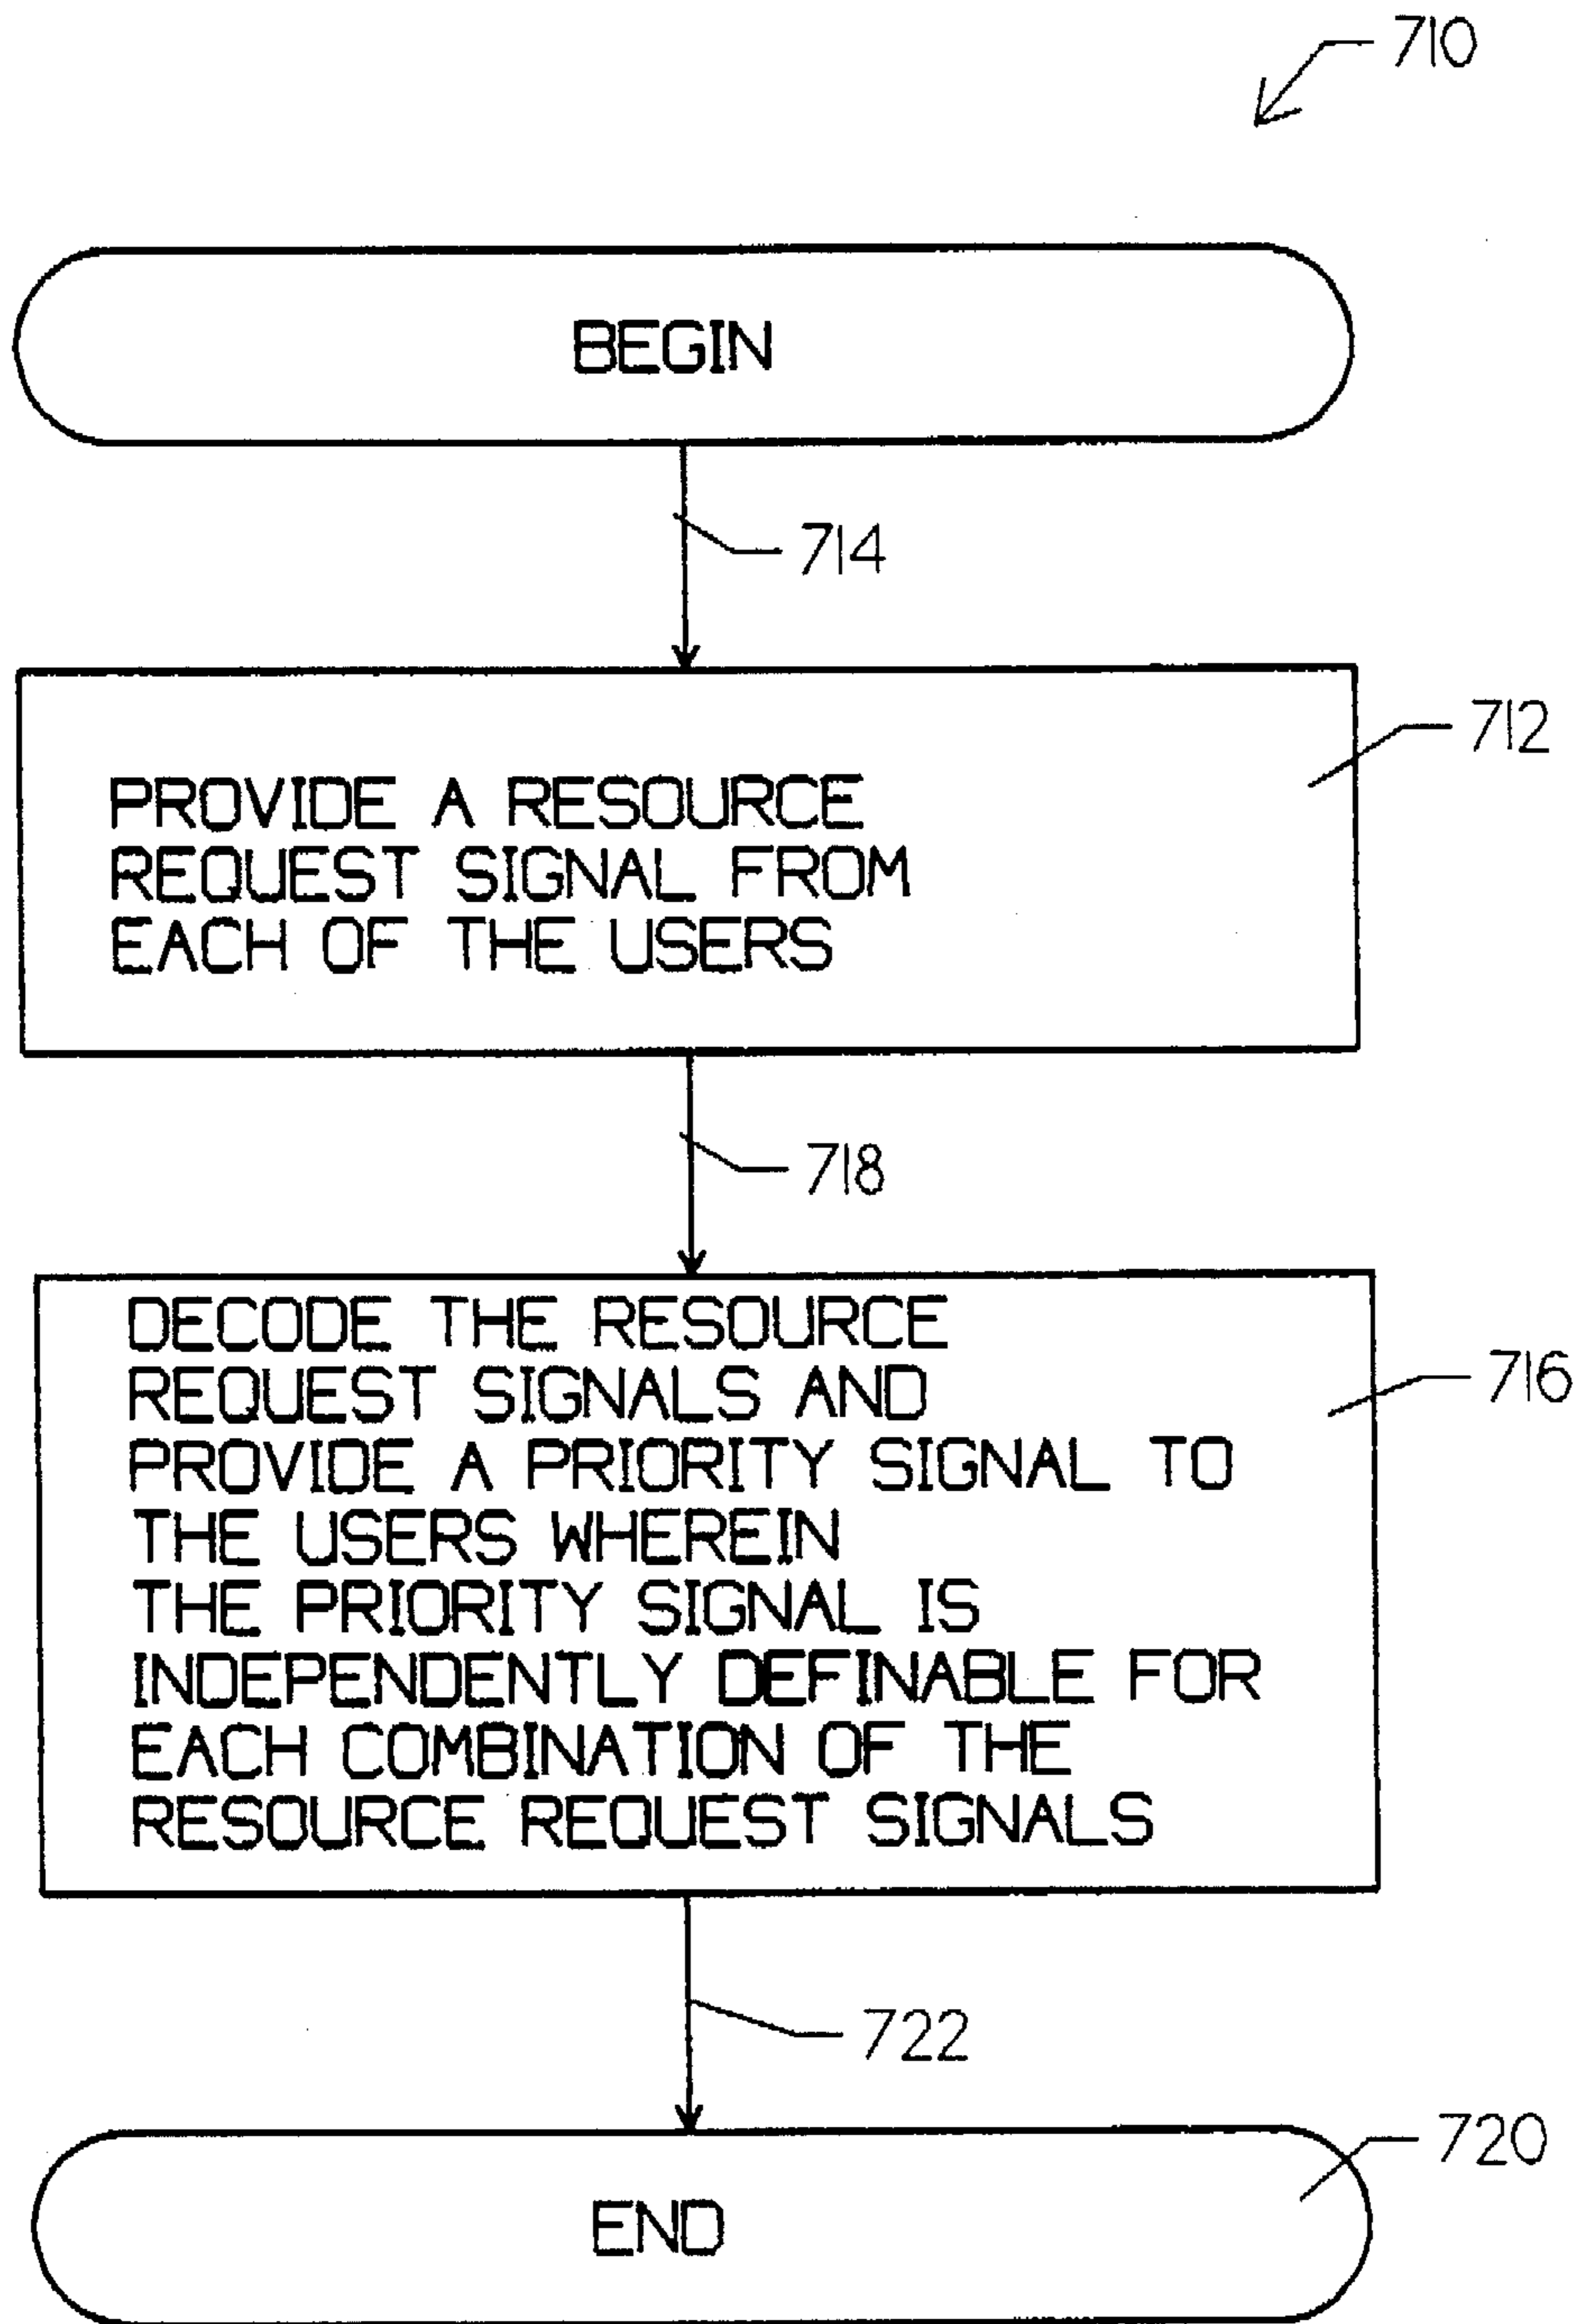 710
BEGIN
714
712
PROVIDE A RESOURCE
REQUEST SIGNAL FROM
EACH OF THE USERS
718
716
DECODE THE RESOURCE
REQUEST SIGNALS AND
PROVIDE A PRIORITY SIGNAL TO
THE USERS WHEREIN
THE PRIORITY SIGNAL IS
INDEPENDENTLY DEFINABLE FOR
EACH COMBINATION OF THE
RESOURCE REQUEST SIGNALS
722
720
END